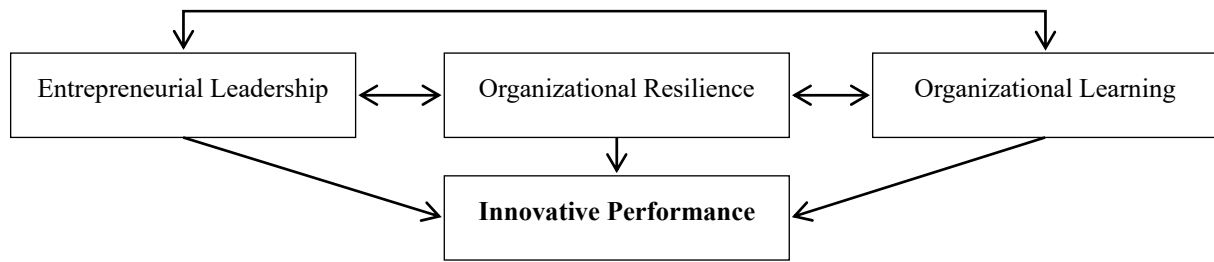 Entrepreneurial Leadership
Organizational Resilience
Organizational Learning
Innovative Performance